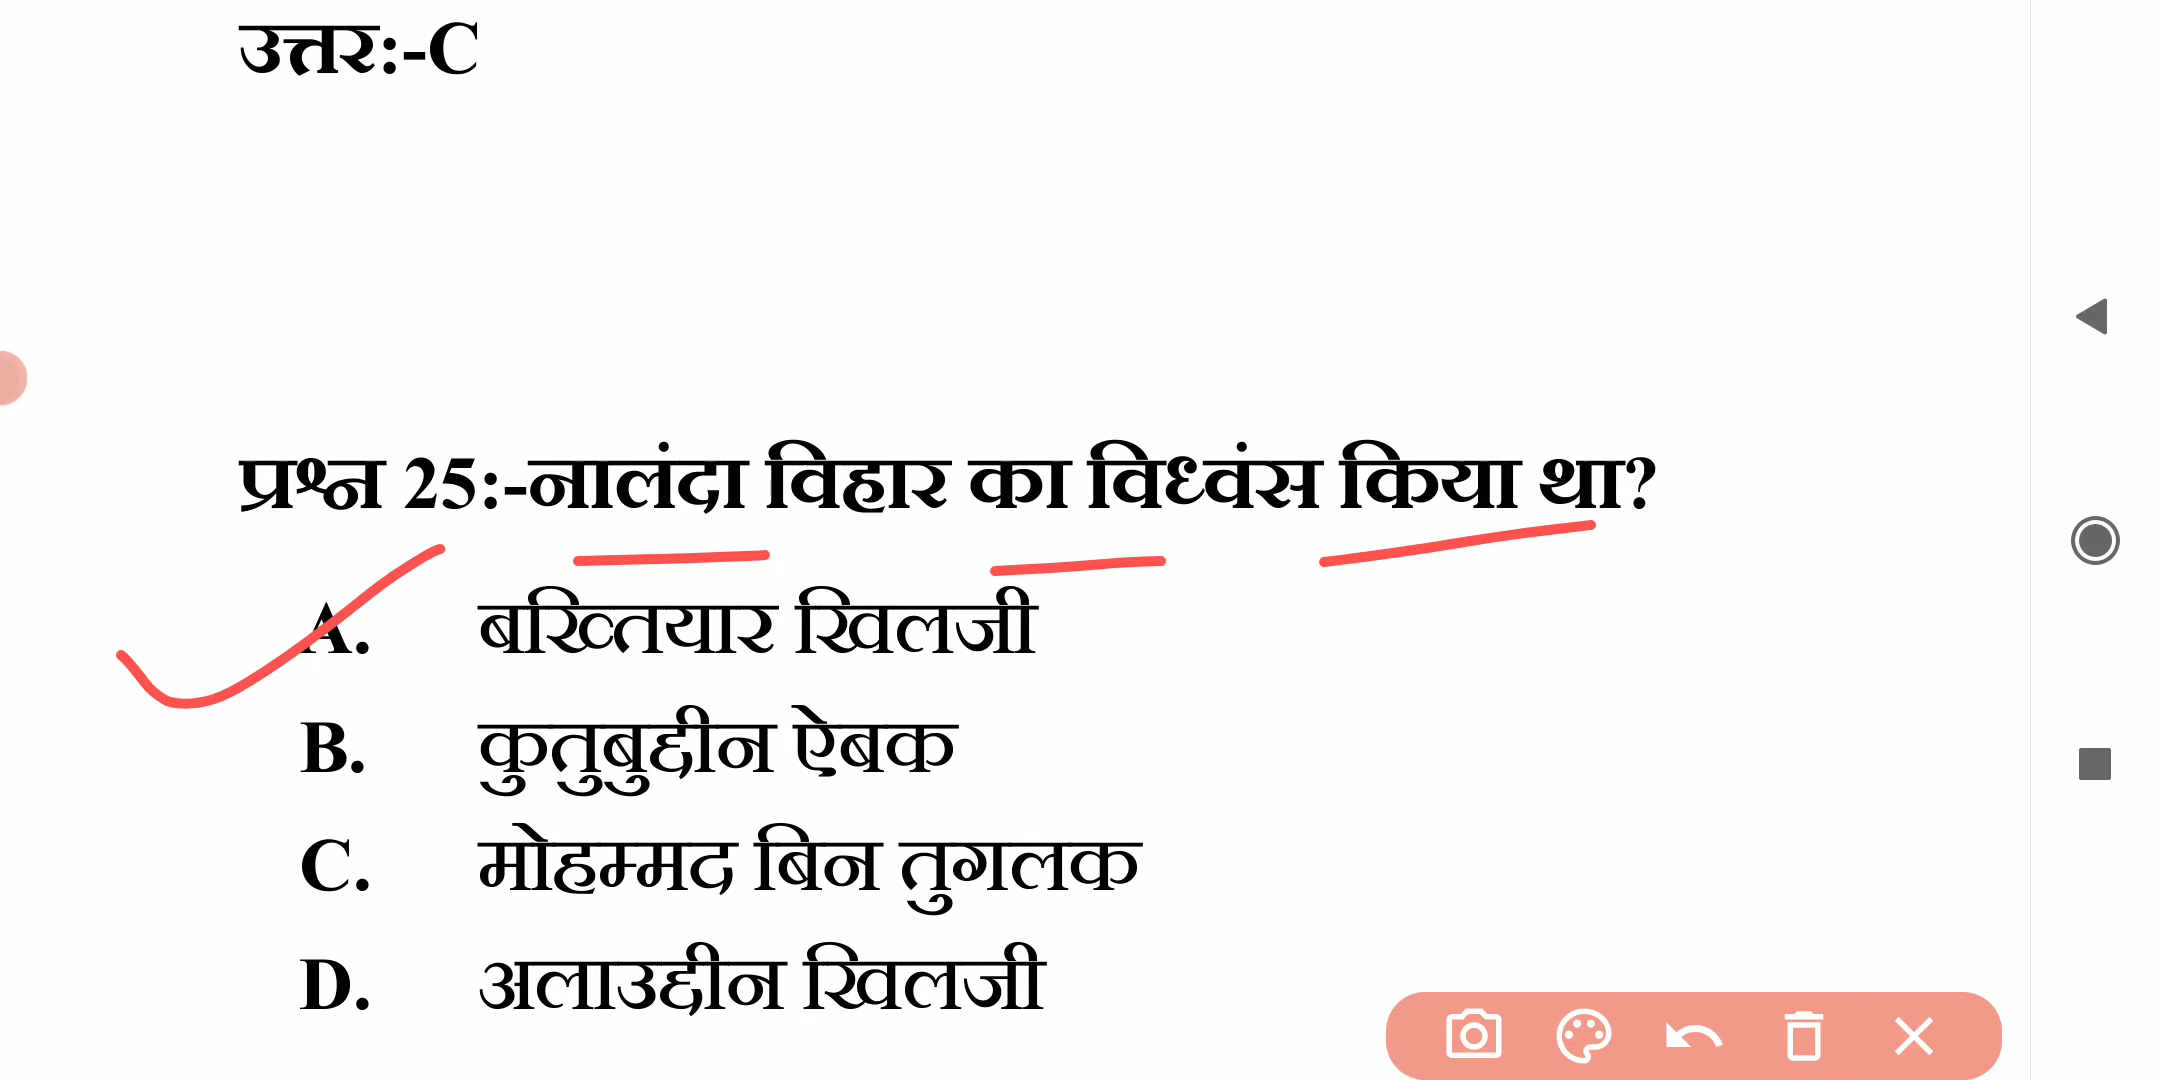 उत्तर:-C
प्रश्न 25:-नालंदा विहार का विध्वंस किया था?
A. बख्तियार खिलजी
B. कुतुबुद्दीन ऐबक
C. मोहम्मद बिन तुगलक
D. अलाउद्दीन खिलजी